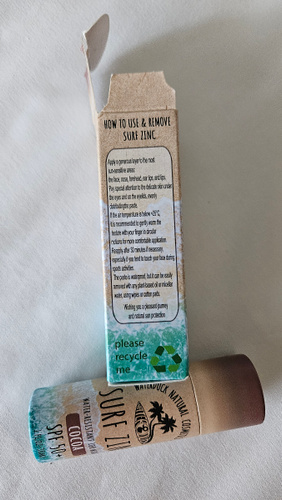 HOW TO USE & REMOVE
SURF ZINC
Apply a generous layer to the most
sun-sensitive areas:
the face, nose, forehead, ear tips, and lips.
Pay special attention to the delicate skin under
the eyes and on the eyelids, evenly
distributing the paste.
If the air temperature is below +20°C,
it is recommended to gently warm the
texture with your finger in circular
motions for more comfortable application.
Reapply after 30 minutes if necessary,
especially if you tend to touch your face during
sports activities.
The paste is waterproof, but it can be easily
removed with any plant-based oil or micellar
water, using wipes or cotton pads.
Wishing you a pleasant journey
and natural sun protection.
please
recycle
me
WATERDUCK NATURAL
SURF
WATER-RESISTANT
COCOA
SPF 50+